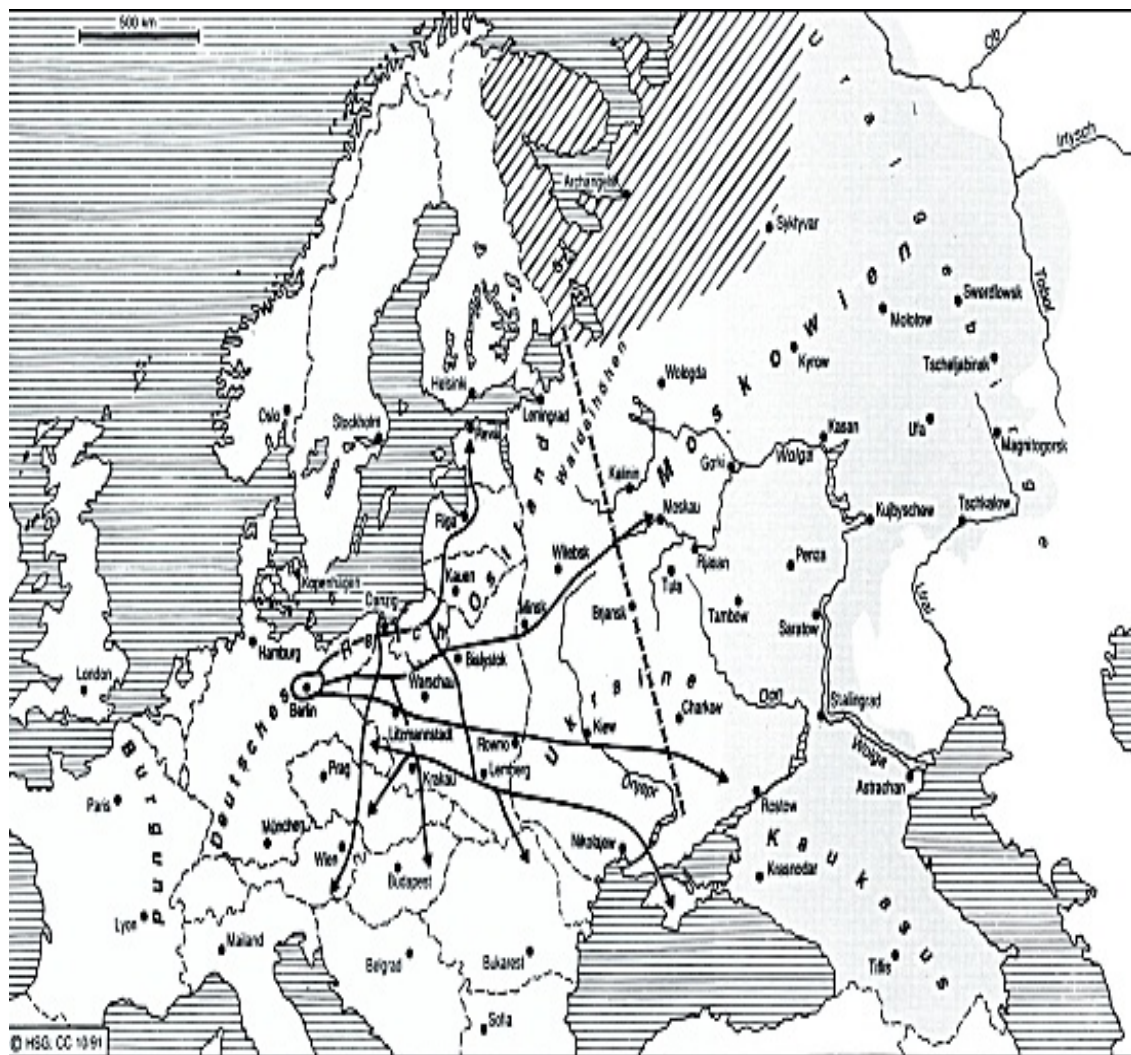 500 km
Ob
Irtysch
Archangelsk
Syktyvar
Ural
Tobol
Swerdlowsk
Molotow
Kyrow
Tscheljabinsk
Moskowien
Wologda
Waldaihöhen
Helsinki
Leningrad
Oslo
Stockholm
Reval
Kasan
Ufa
Wolga
Gorki
Magnitogorsk
Kalinin
Riga
Moskau
Kujbyschew
Tschkalow
Witebsk
Rjasan
Pensa
Kauen
Tula
Kopenhagen
Danzig
Minsk
Brjansk
Tambow
Saratow
Ural
Hamburg
Bialystok
London
Warschau
Berlin
Ukraine
Don
Stalingrad
Charkow
Litzmannstadt
Rowno
Kiew
Wolga
Burgund
Deutsches
Reich
Ostland
Prag
Krakau
Lemberg
Dnjepr
Astrachan
Paris
Rostow
München
Wien
Nikolajew
Kaukasus
Budapest
Krasnodar
Lyon
Mailand
Belgrad
Bukarest
Tiflis
Sofia
© HSG. CC 10 91